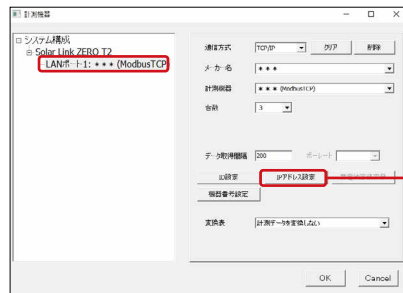 計測機器
システム構成
Solar Link ZERO T2
LANポート1: *** (ModbusTCP
通信方式 TCP/IP クリア 削除
メーカー名 ***
計測機器 *** (ModbusTCP)
台数 3
データ取得間隔 200 ボーレート
ID設定 IPアドレス設定
機器番号設定
変換表 計測データを変換しない
OK Cancel